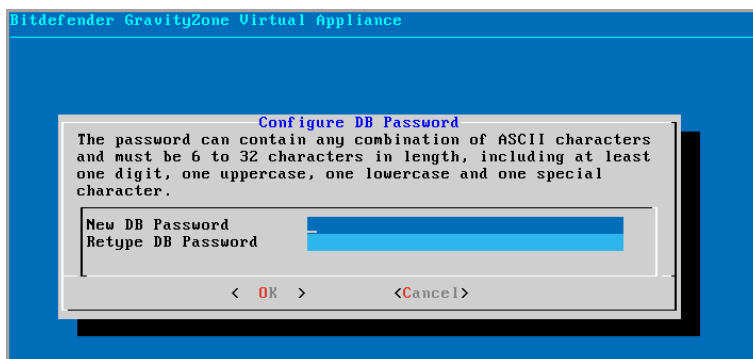 Bitdefender GravityZone Virtual Appliance
Configure DB Password
The password can contain any combination of ASCII characters
and must be 6 to 32 characters in length, including at least
one digit, one uppercase, one lowercase and one special
character.
New DB Password
Retype DB Password
< OK > <Cancel>